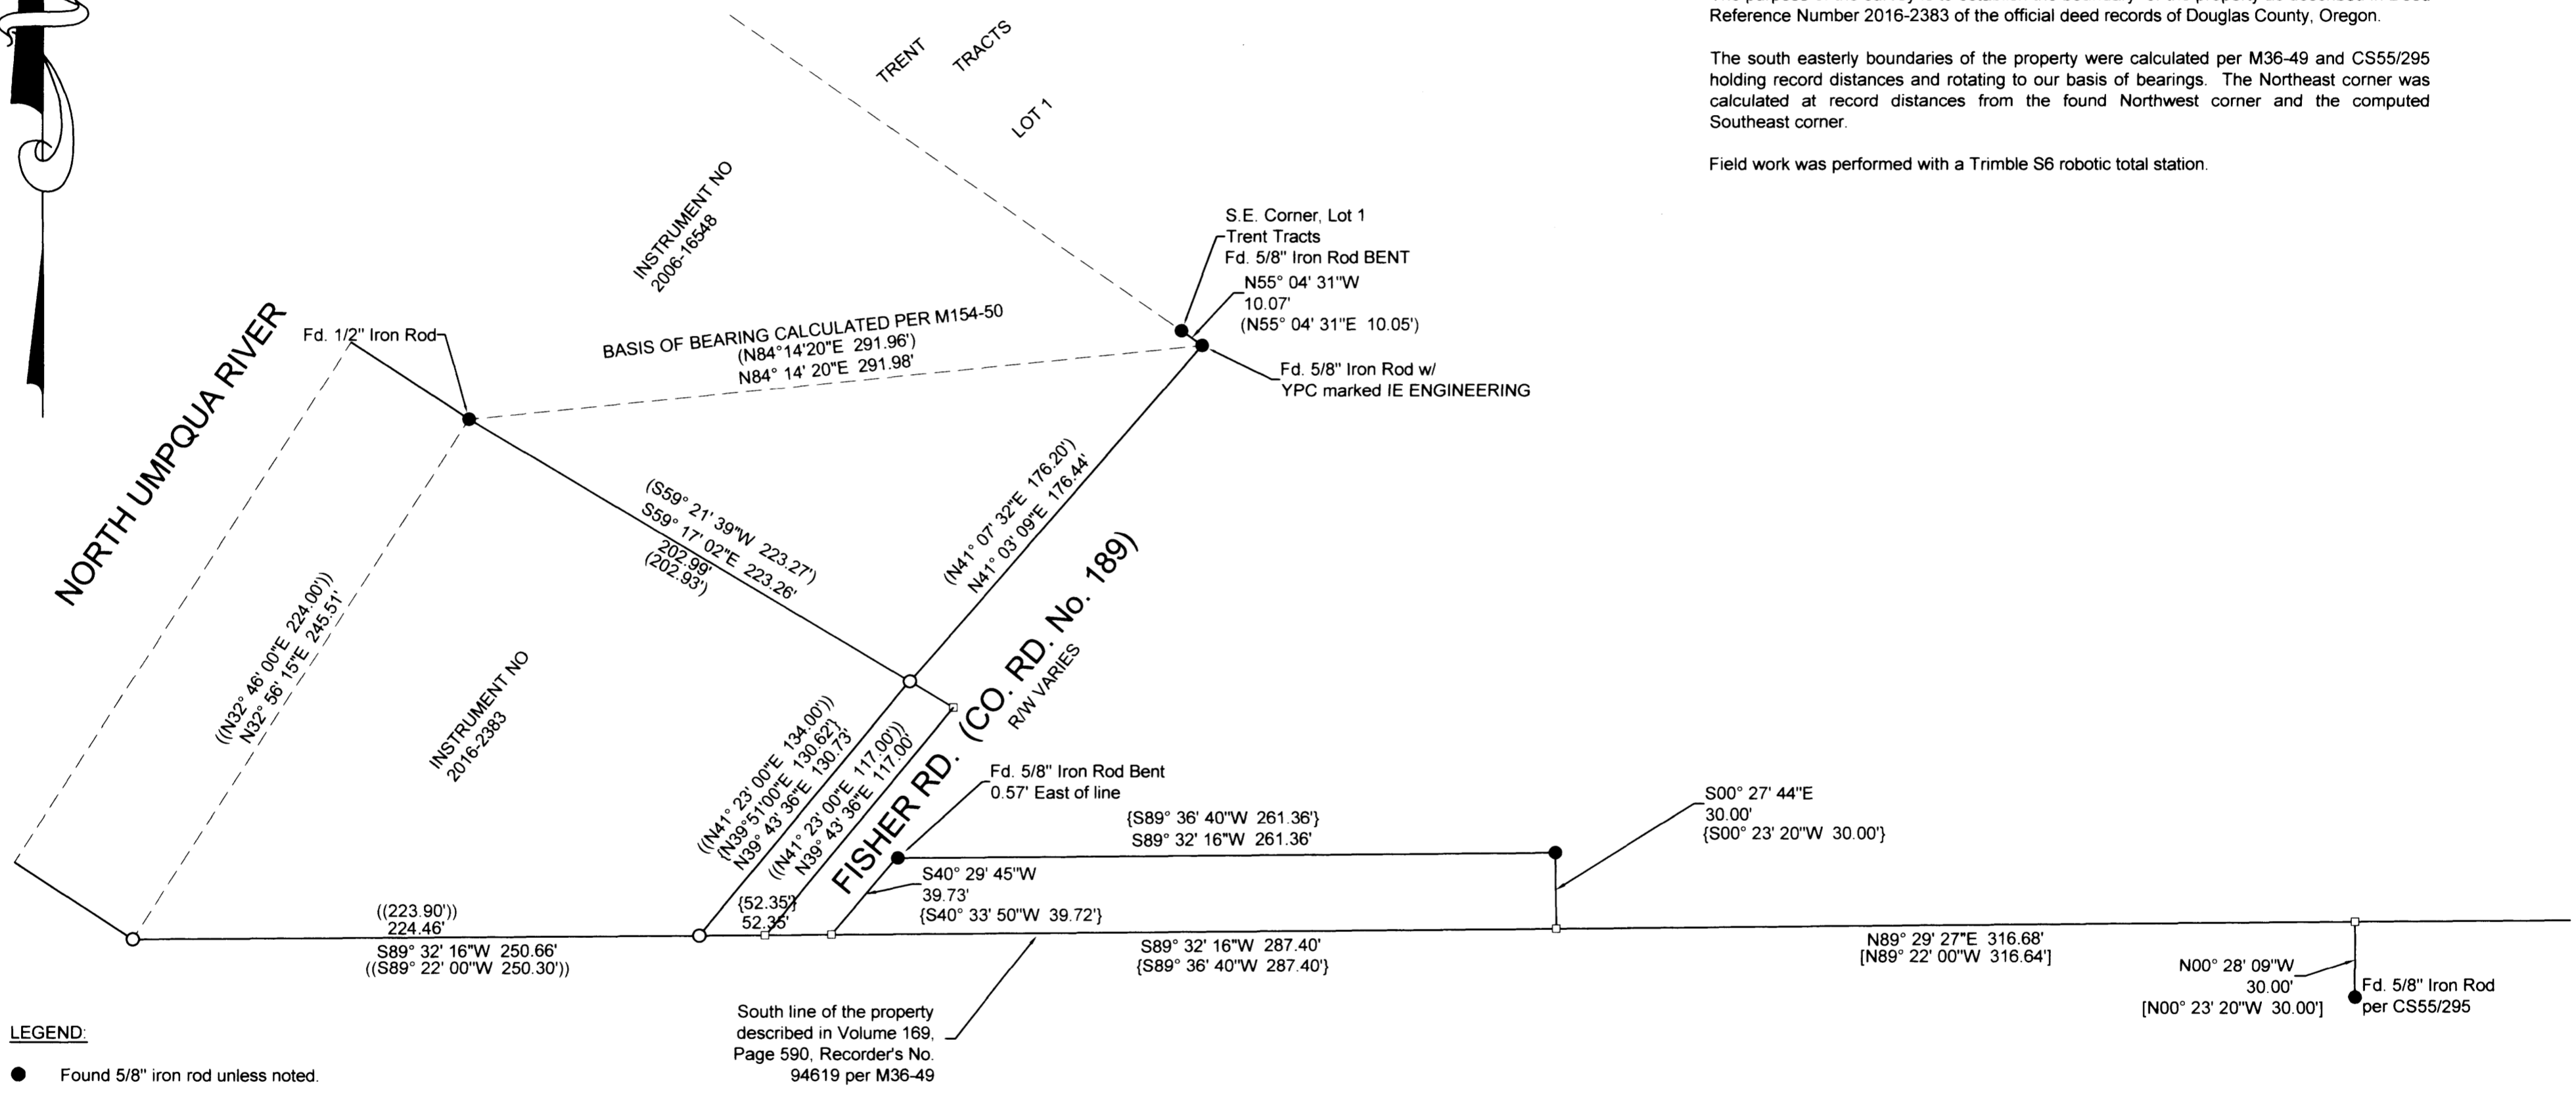 Reference Number 2016-2383 of the official deed records of Douglas County, Oregon.
The south easterly boundaries of the property were calculated per M36-49 and CS55/295
holding record distances and rotating to our basis of bearings. The Northeast corner was
calculated at record distances from the found Northwest corner and the computed
Southeast corner.
Field work was performed with a Trimble S6 robotic total station.
TRENT TRACTS
LOT 1
INSTRUMENT NO
2006-16548
S.E. Corner, Lot 1
Trent Tracts
Fd. 5/8" Iron Rod BENT
N55° 04' 31"W
10.07'
(N55° 04' 31"E 10.05')
Fd. 5/8" Iron Rod w/
YPC marked IE ENGINEERING
NORTH UMPQUA RIVER
Fd. 1/2" Iron Rod
BASIS OF BEARING CALCULATED PER M154-50
(N84°14'20"E 291.96')
N84° 14' 20"E 291.98'
(S59° 21' 39"W 223.27')
S59° 17' 02"E 223.26'
202.99'
(202.93')
(N41° 07' 32"E 176.20')
N41° 03' 09"E 176.44'
((N32° 46' 00"E 224.00'))
N32° 56' 15"E 245.51'
INSTRUMENT NO
2016-2383
((N41° 23' 00"E 134.00'))
{N39°51'00"E 130.62'}
N39° 43' 36"E 130.73'
((N41° 23' 00"E 117.00'))
N39° 43' 36"E 117.00'
FISHER RD. (CO. RD. No. 189)
R/W VARIES
Fd. 5/8" Iron Rod Bent
0.57' East of line
{S89° 36' 40"W 261.36'}
S89° 32' 16"W 261.36'
S00° 27' 44"E
30.00'
{S00° 23' 20"W 30.00'}
S40° 29' 45"W
39.73'
{S40° 33' 50"W 39.72'}
{52.35'}
52.35'
((223.90'))
224.46'
S89° 32' 16"W 250.66'
((S89° 22' 00"W 250.30'))
S89° 32' 16"W 287.40'
{S89° 36' 40"W 287.40'}
N89° 29' 27"E 316.68'
[N89° 22' 00"W 316.64']
N00° 28' 09"W
30.00'
[N00° 23' 20"W 30.00']
Fd. 5/8" Iron Rod
per CS55/295
South line of the property
described in Volume 169,
Page 590, Recorder's No.
94619 per M36-49
LEGEND:
Found 5/8" iron rod unless noted.